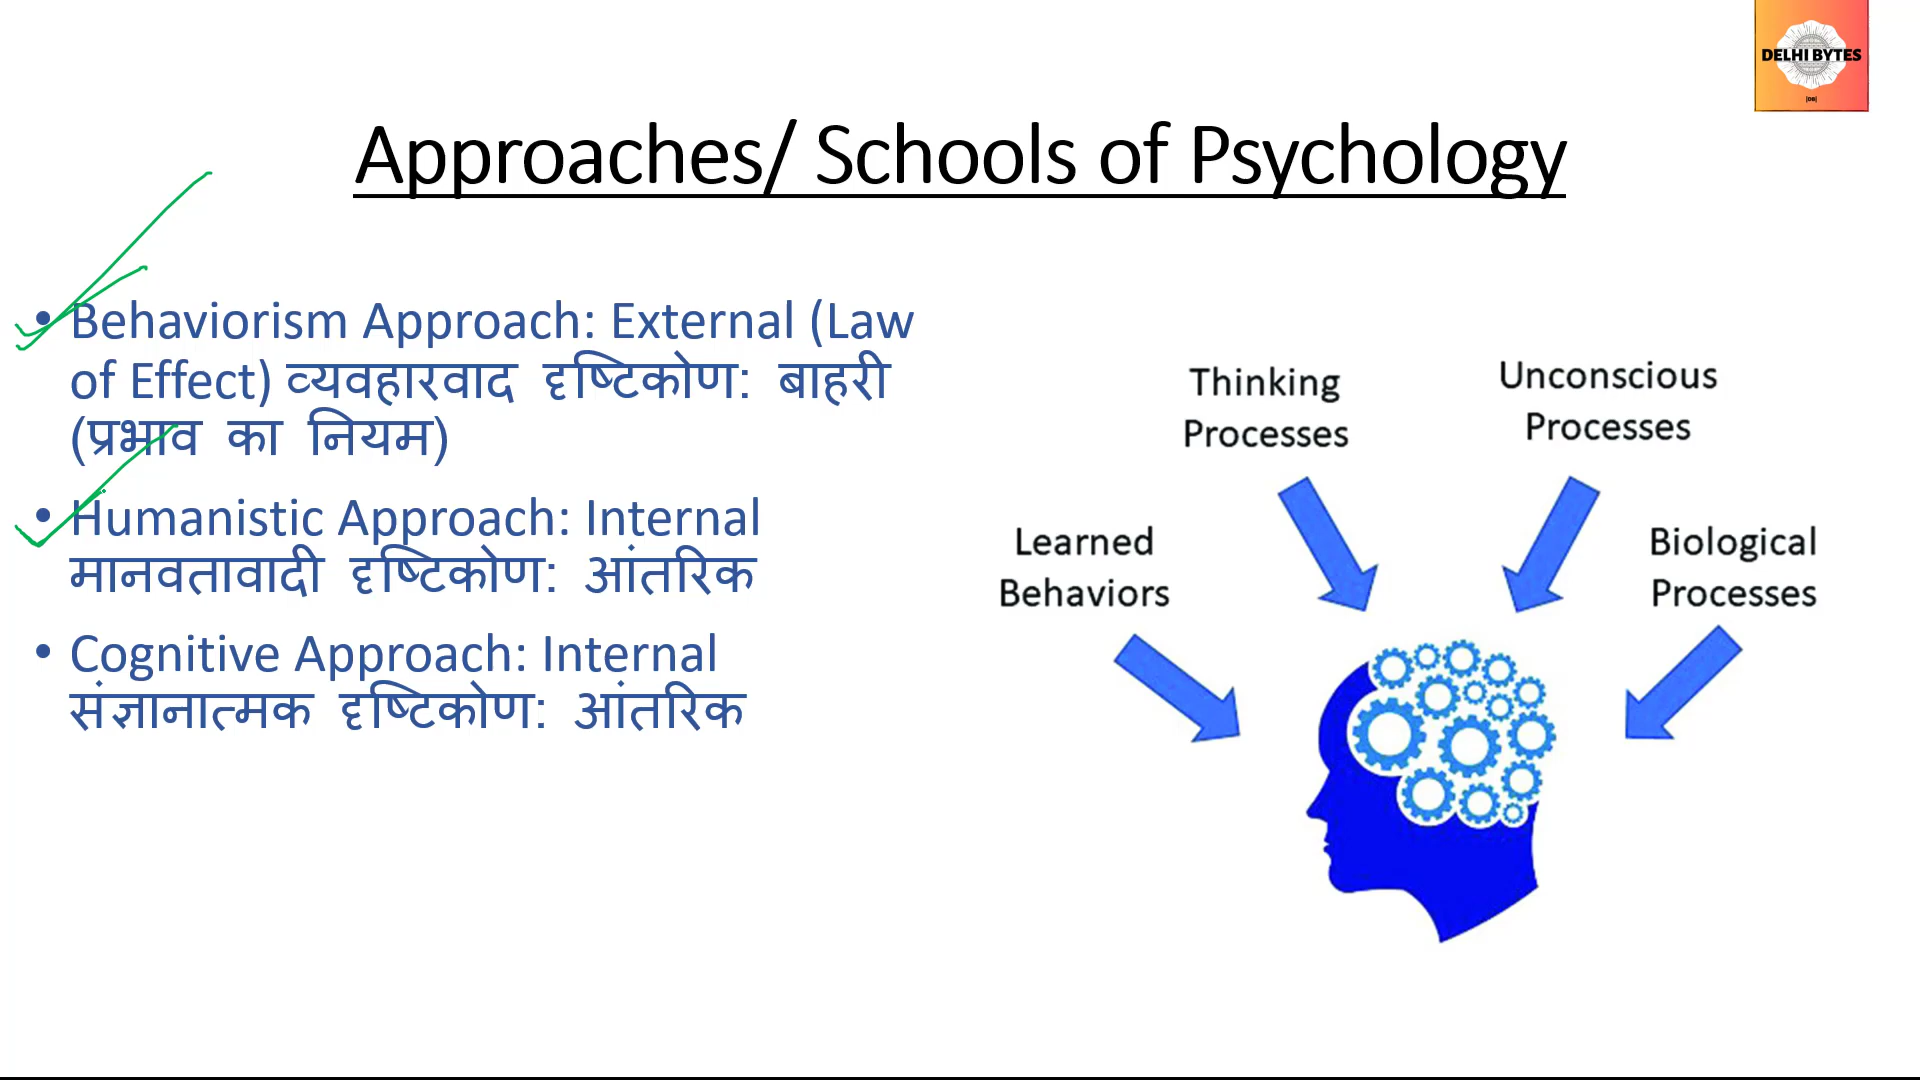 DELHI BYTES
|DB|
Approaches/ Schools of Psychology
• Behaviorism Approach: External (Law
of Effect) व्यवहारवाद दृष्टिकोण: बाहरी
(प्रभाव का नियम)
• Humanistic Approach: Internal
मानवतावादी दृष्टिकोण: आंतरिक
• Cognitive Approach: Internal
संज्ञानात्मक दृष्टिकोण: आंतरिक
Thinking
Processes
Unconscious
Processes
Learned
Behaviors
Biological
Processes